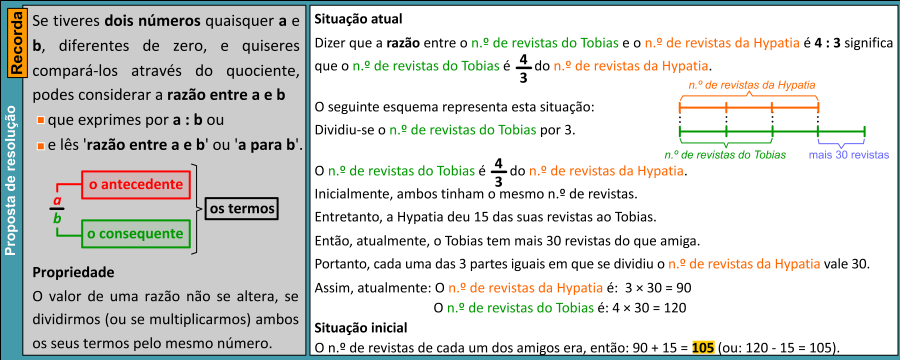 Proposta de resolução
Recorda
Se tiveres dois números quaisquer a e
b, diferentes de zero, e quiseres
compará-los através do quociente,
podes considerar a razão entre a e b
que exprimes por a : b ou
e lês 'razão entre a e b' ou 'a para b'.
a
b
o antecedente
o consequente
os termos
Propriedade
O valor de uma razão não se altera, se
dividirmos (ou se multiplicarmos) ambos
os seus termos pelo mesmo número.
Situação atual
Dizer que a razão entre o n.º de revistas do Tobias e o n.º de revistas da Hypatia é 4 : 3 significa
que o n.º de revistas do Tobias é 4/3 do n.º de revistas da Hypatia.
O seguinte esquema representa esta situação:
Dividiu-se o n.º de revistas do Tobias por 3.
n.º de revistas da Hypatia
n.º de revistas do Tobias
mais 30 revistas
O n.º de revistas do Tobias é 4/3 do n.º de revistas da Hypatia.
Inicialmente, ambos tinham o mesmo n.º de revistas.
Entretanto, a Hypatia deu 15 das suas revistas ao Tobias.
Então, atualmente, o Tobias tem mais 30 revistas do que amiga.
Portanto, cada uma das 3 partes iguais em que se dividiu o n.º de revistas da Hypatia vale 30.
Assim, atualmente: O n.º de revistas da Hypatia é: 3 × 30 = 90
O n.º de revistas do Tobias é: 4 × 30 = 120
Situação inicial
O n.º de revistas de cada um dos amigos era, então: 90 + 15 = 105 (ou: 120 - 15 = 105).